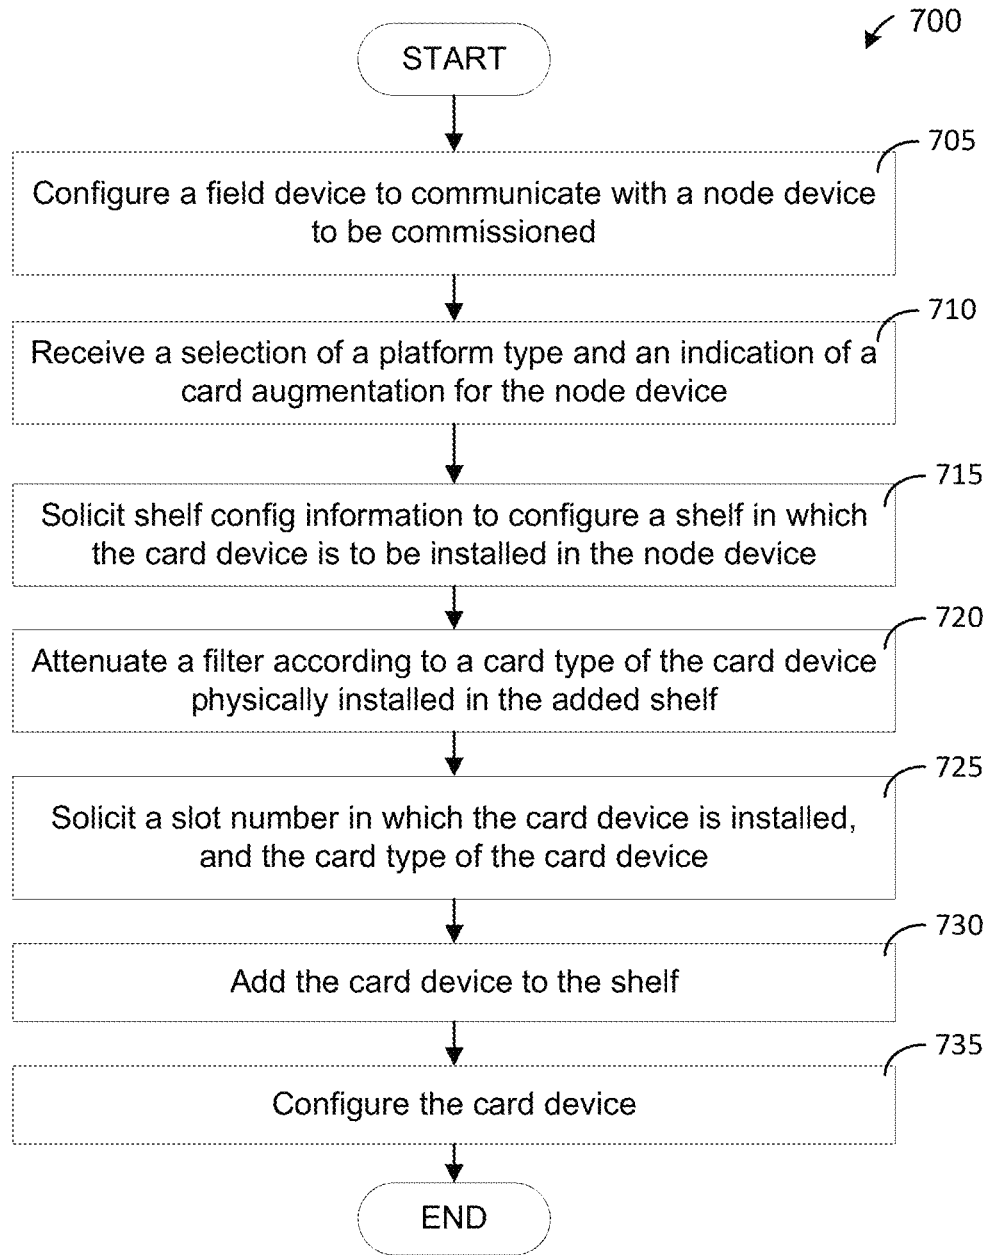 700
START
705
Configure a field device to communicate with a node device
to be commissioned
710
Receive a selection of a platform type and an indication of a
card augmentation for the node device
715
Solicit shelf config information to configure a shelf in which
the card device is to be installed in the node device
720
Attenuate a filter according to a card type of the card device
physically installed in the added shelf
725
Solicit a slot number in which the card device is installed,
and the card type of the card device
730
Add the card device to the shelf
735
Configure the card device
END